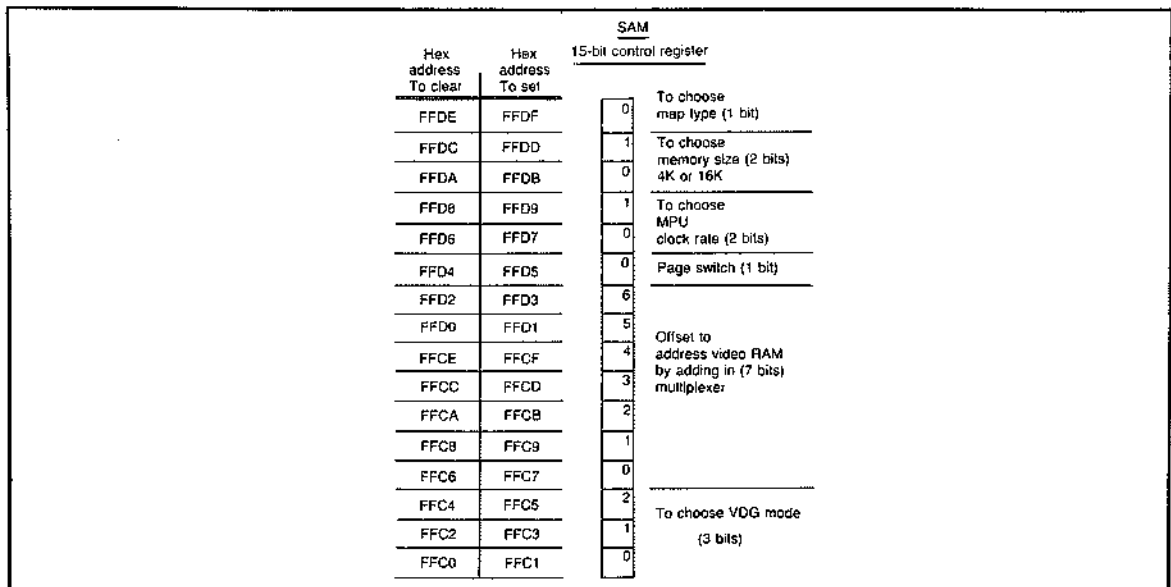 SAM
15-bit control register
Hex address To clear
Hex address To set
FFDE FFDF 0 To choose map type (1 bit)
FFDC FFDD 1 To choose memory size (2 bits) 4K or 16K
FFDA FFDB 0
FFD8 FFD9 1 To choose MPU clock rate (2 bits)
FFD6 FFD7 0
FFD4 FFD5 0 Page switch (1 bit)
FFD2 FFD3 6
FFD0 FFD1 5
FFCE FFCF 4
FFCC FFCD 3
FFCA FFCB 2
FFC8 FFC9 1
FFC6 FFC7 0
Offset to
address video RAM
by adding in (7 bits)
multiplexer
FFC4 FFC5 2
FFC2 FFC3 1
FFC0 FFC1 0
To choose VDG mode
(3 bits)